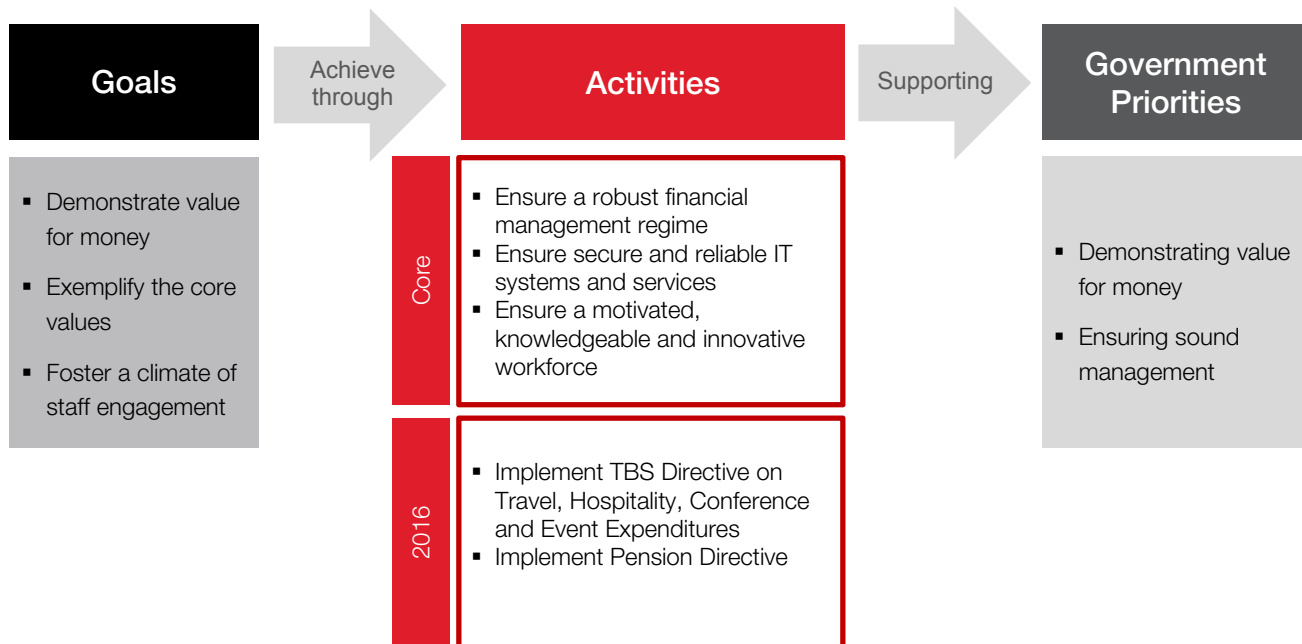 Goals
Achieve
through
Activities
Supporting
Government
Priorities
▪ Demonstrate value
for money
▪ Exemplify the core
values
▪ Foster a climate of
staff engagement
Core
▪ Ensure a robust financial
management regime
▪ Ensure secure and reliable IT
systems and services
▪ Ensure a motivated,
knowledgeable and innovative
workforce
▪ Demonstrating value
for money
▪ Ensuring sound
management
2016
▪ Implement TBS Directive on
Travel, Hospitality, Conference
and Event Expenditures
▪ Implement Pension Directive